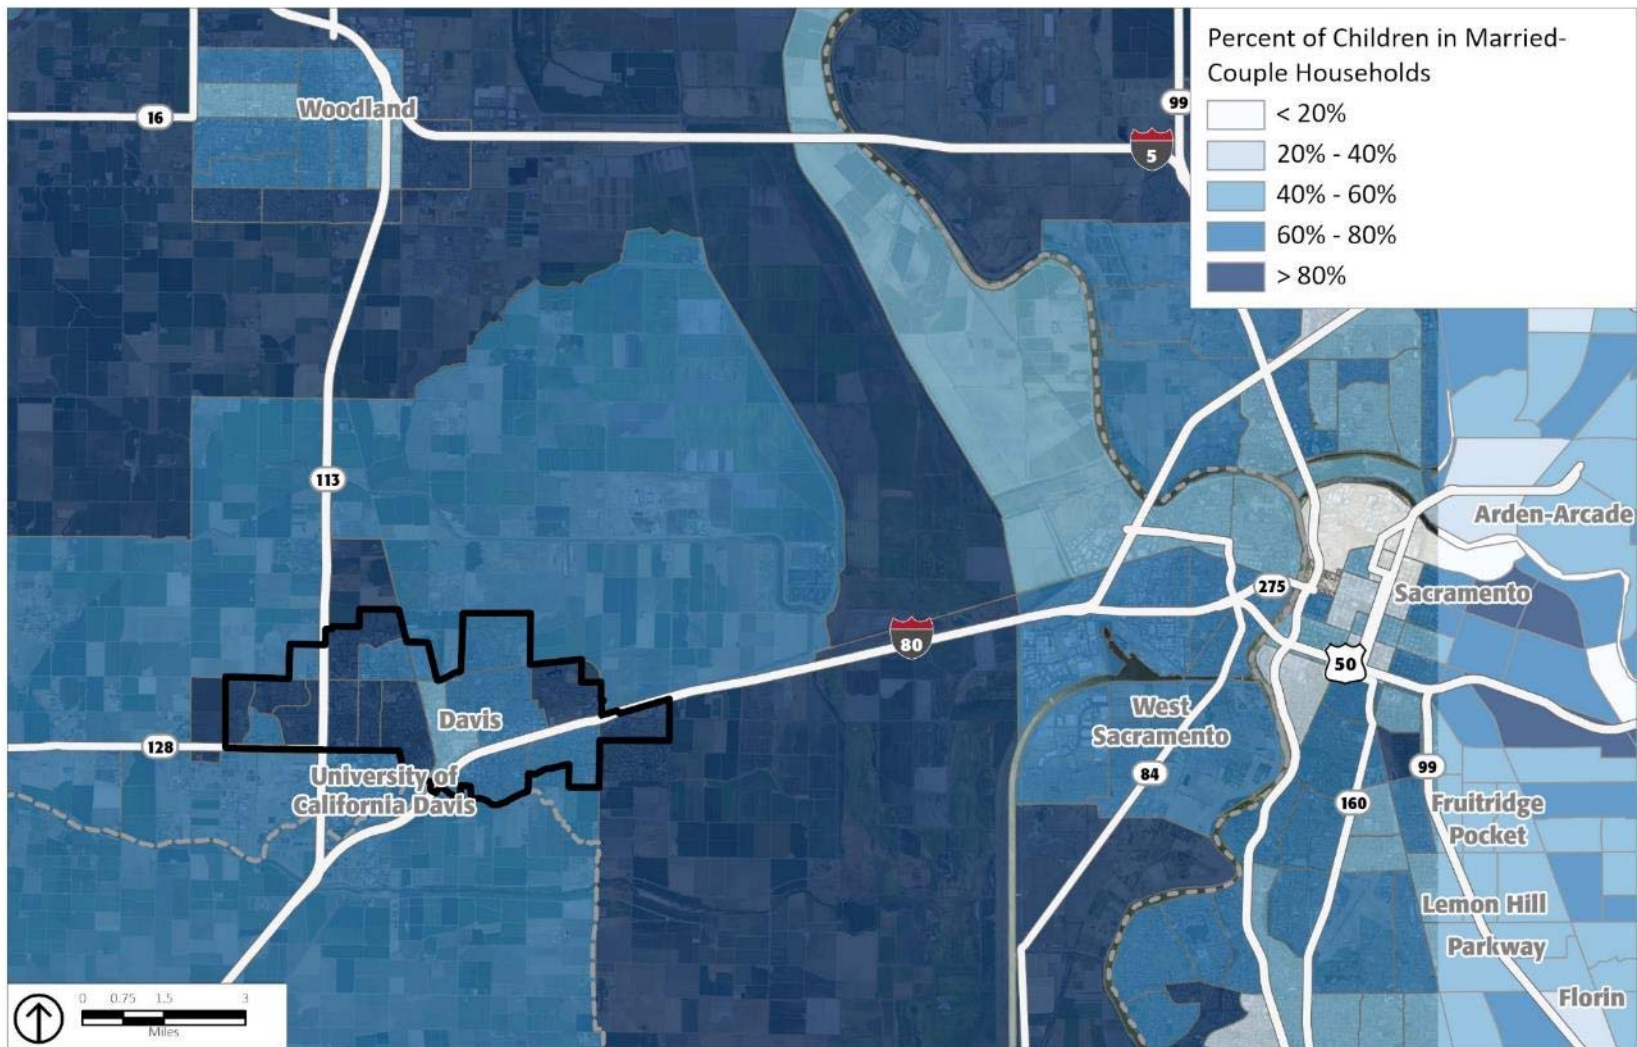 Percent of Children in Married-
Couple Households
< 20%
20% - 40%
40% - 60%
60% - 80%
> 80%
99
16
Woodland
5
113
Arden-Arcade
275
Sacramento
80
50
Davis
West
Sacramento
128
University of
California Davis
84
99
160
Fruitridge
Pocket
Lemon Hill
Parkway
Florin
0 0.75 1.5 3
Miles